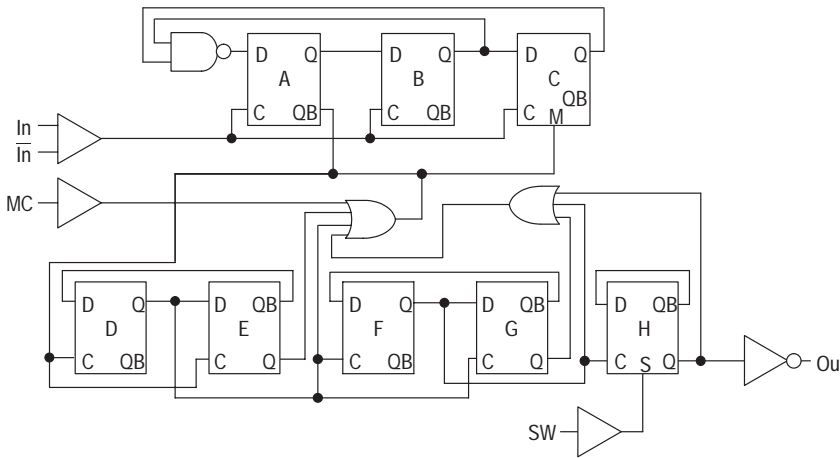 D Q D Q D Q
A B C
C QB C QB C QB
M
In
In
MC
D Q D QB D Q D QB D QB
D E F G H
C QB C Q C QB C Q C S Q
Ou
SW